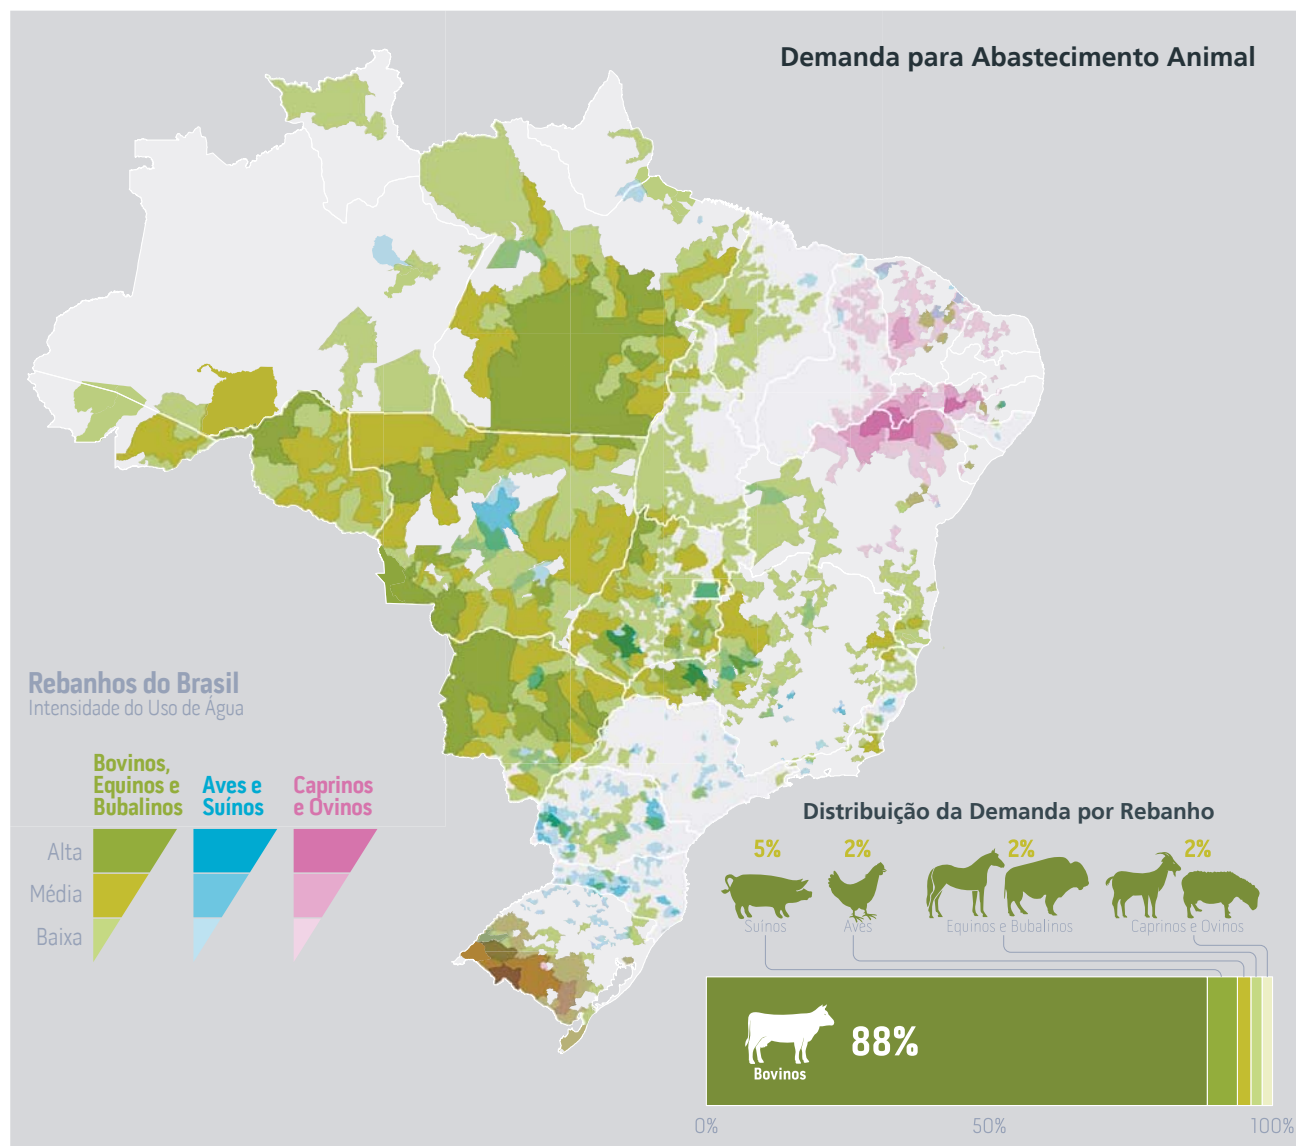 Demanda para Abastecimento Animal
Rebanhos do Brasil
Intensidade do Uso de Água
Bovinos,
Equinos e
Bubalinos
Aves e
Suínos
Caprinos
e Ovinos
Alta
Média
Baixa
Distribuição da Demanda por Rebanho
5%
2%
2%
2%
Suínos
Aves
Equinos e Bubalinos
Caprinos e Ovinos
88%
Bovinos
0%
50%
100%